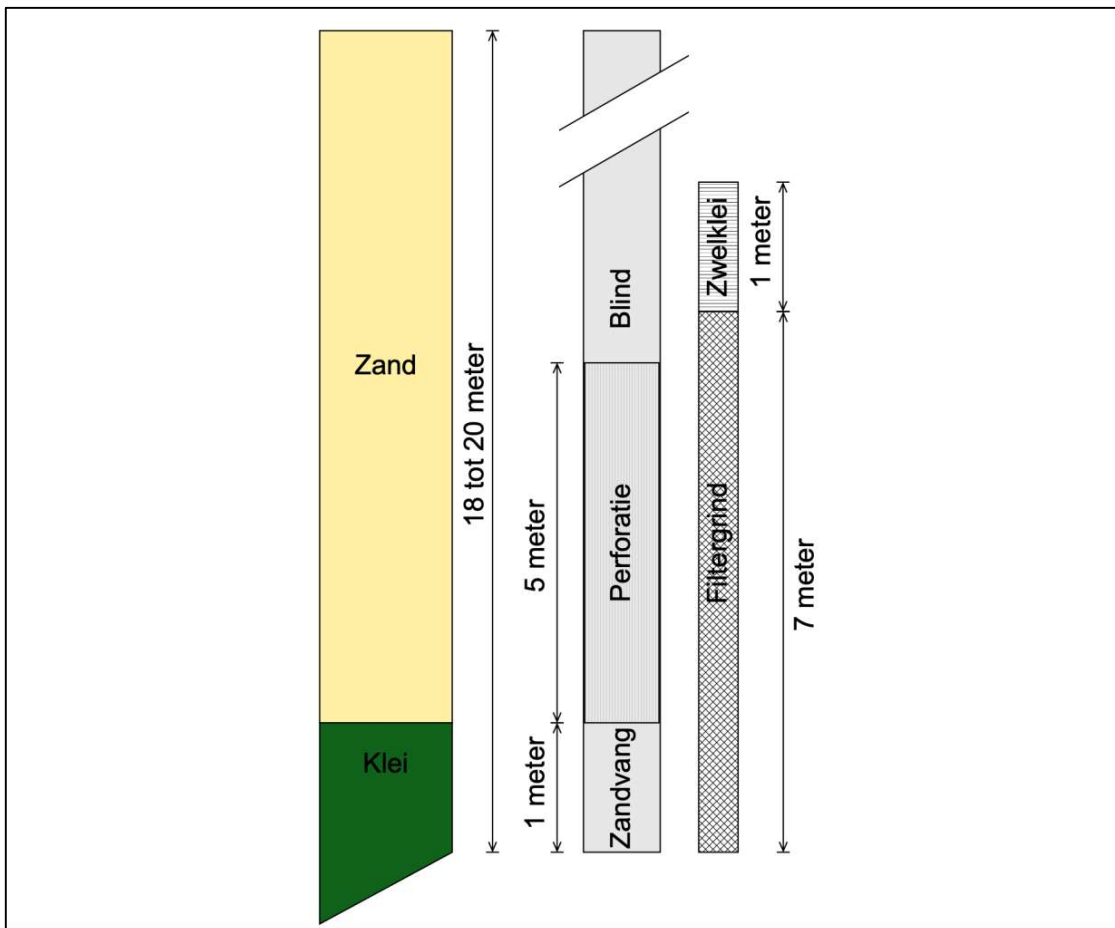 Zand
Klei
18 tot 20 meter
5 meter
1 meter
Blind
Perforatie
Zandvang
Zwelklei
Filtergrind
1 meter
7 meter